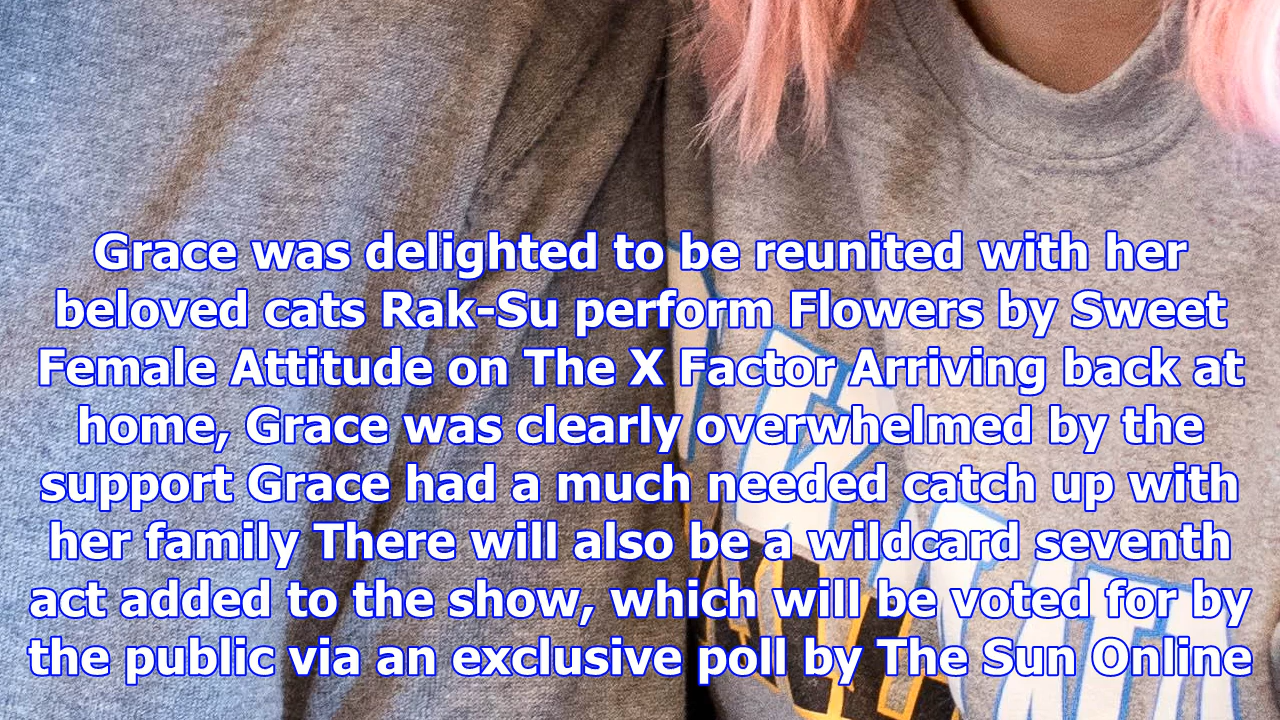 Grace was delighted to be reunited with her
beloved cats Rak-Su perform Flowers by Sweet
Female Attitude on The X Factor Arriving back at
home, Grace was clearly overwhelmed by the
support Grace had a much needed catch up with
her family There will also be a wildcard seventh
act added to the show, which will be voted for by
the public via an exclusive poll by The Sun Online